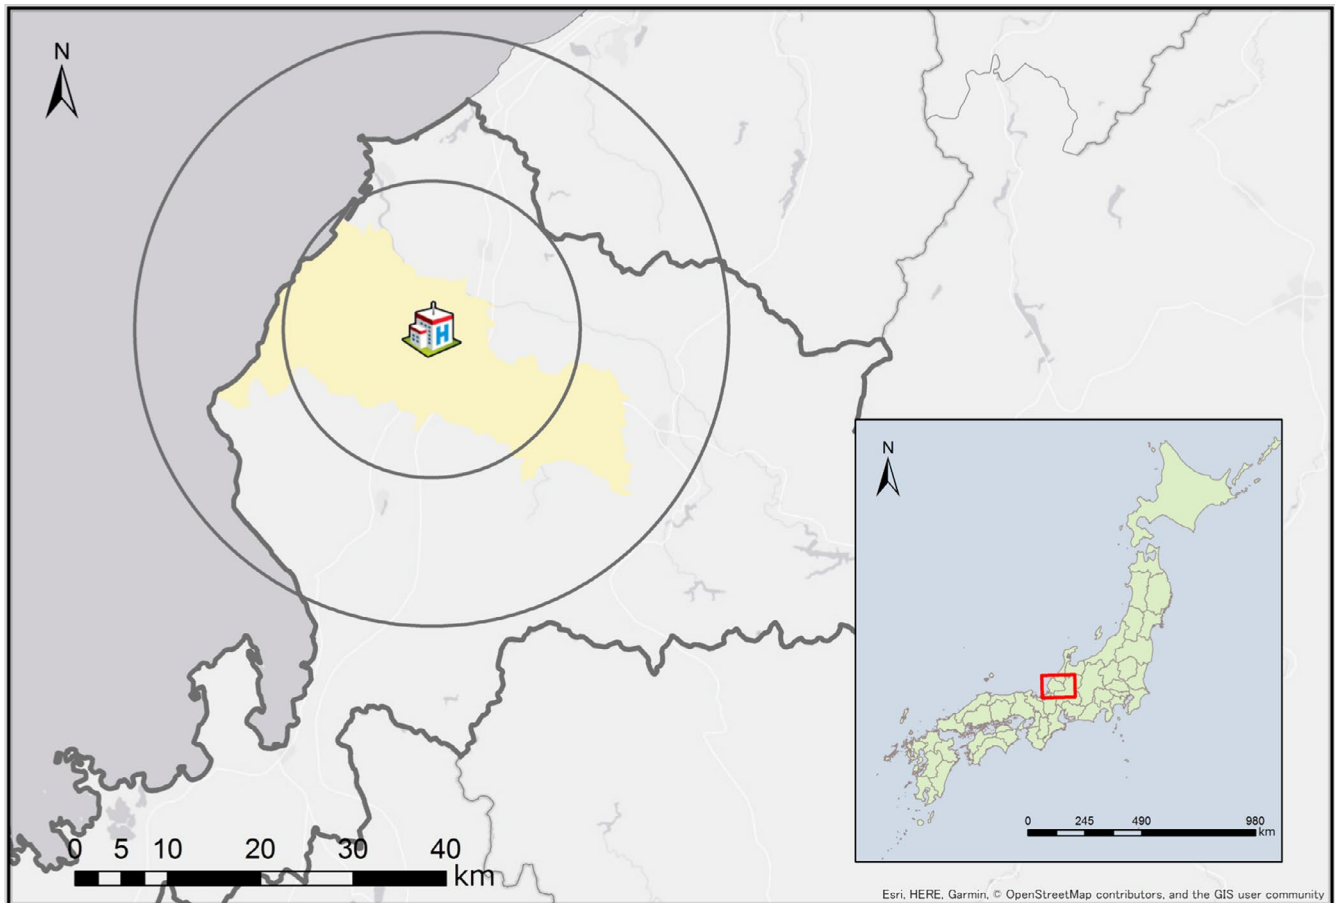 N
H
N
0 245 490 980
km
0 5 10 20 30 40
km
Esri, HERE, Garmin, © OpenStreetMap contributors, and the GIS user community